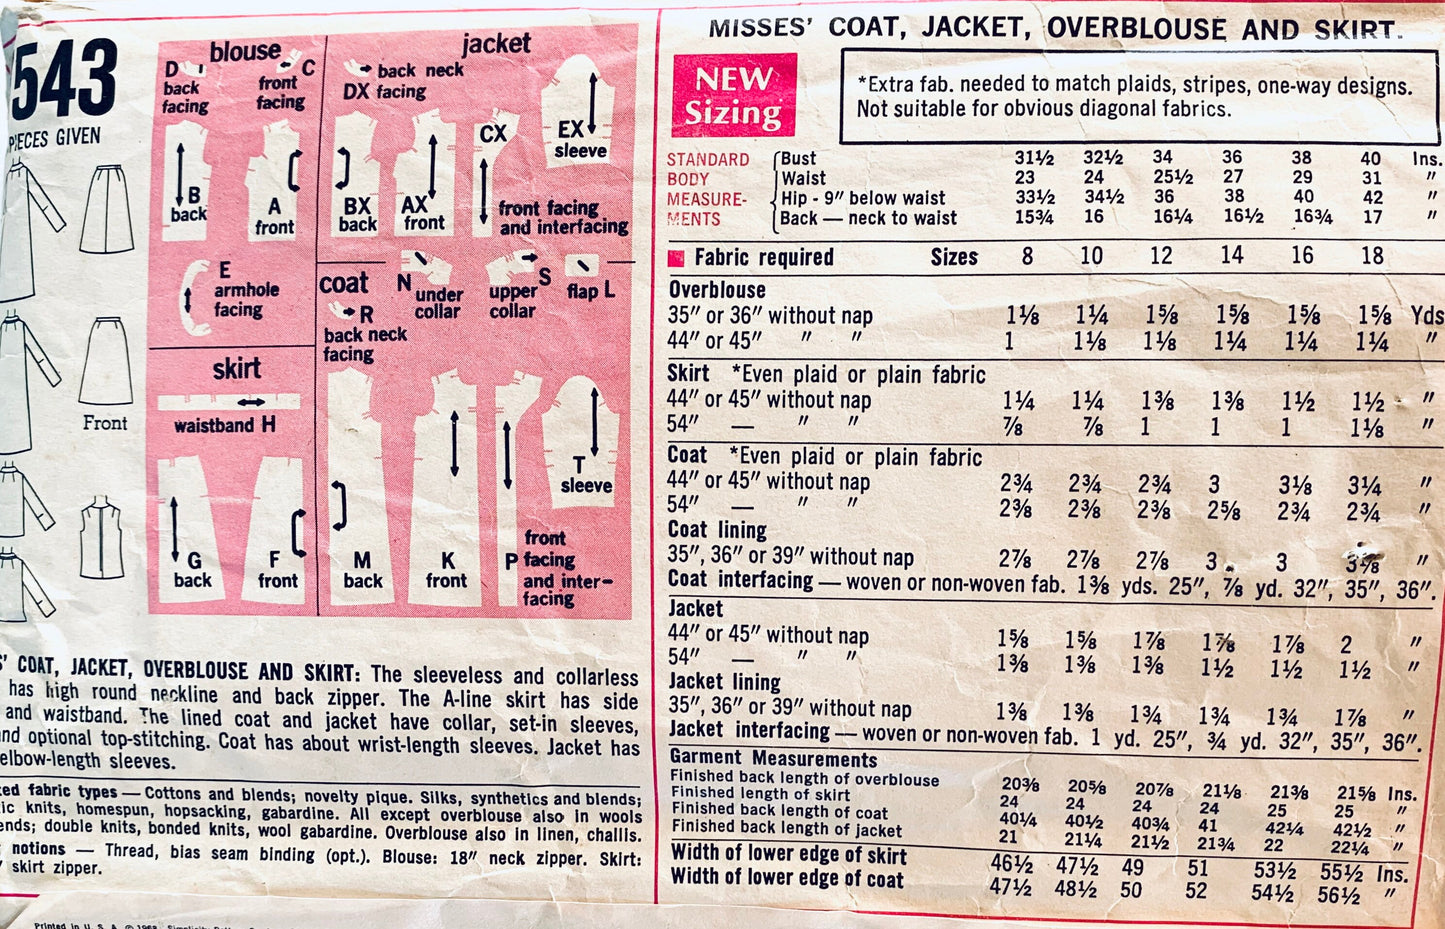 543
PIECES GIVEN
Front
blouse
D back facing
C front facing
B back
A front
E armhole facing
skirt
waistband H
G back
F front
jacket
back neck
DX facing
BX back
AX front
CX
front facing
and interfacing
EX sleeve
coat
N under collar
upper collar S
flap L
R back neck facing
M back
K front
P front facing and inter-facing
T sleeve
S' COAT, JACKET, OVERBLOUSE AND SKIRT: The sleeveless and collarless
has high round neckline and back zipper. The A-line skirt has side
and waistband. The lined coat and jacket have collar, set-in sleeves,
and optional top-stitching. Coat has about wrist-length sleeves. Jacket has
elbow-length sleeves.
ted fabric types — Cottons and blends; novelty pique. Silks, synthetics and blends;
ic knits, homespun, hopsacking, gabardine. All except overblouse also in wools
ends; double knits, bonded knits, wool gabardine. Overblouse also in linen, challis.
notions — Thread, bias seam binding (opt.). Blouse: 18" neck zipper. Skirt:
skirt zipper.
Printed in U. S. A.
MISSES' COAT, JACKET, OVERBLOUSE AND SKIRT.
NEW
Sizing
*Extra fab. needed to match plaids, stripes, one-way designs.
Not suitable for obvious diagonal fabrics.
STANDARD BODY MEASURE-MENTS
Bust 31½ 32½ 34 36 38 40 Ins.
Waist 23 24 25½ 27 29 31 "
Hip - 9" below waist 33½ 34½ 36 38 40 42 "
Back — neck to waist 15¾ 16 16¼ 16½ 16¾ 17 "
Fabric required Sizes 8 10 12 14 16 18
Overblouse
35" or 36" without nap 1⅛ 1¼ 1⅝ 1⅝ 1⅝ 1⅝ Yds
44" or 45" " " 1 1⅛ 1⅛ 1¼ 1¼ 1¼ "
Skirt *Even plaid or plain fabric
44" or 45" without nap 1¼ 1¼ 1⅜ 1⅜ 1½ 1½ "
54" — " " ⅞ ⅞ 1 1 1 1⅛ "
Coat *Even plaid or plain fabric
44" or 45" without nap 2¾ 2¾ 2¾ 3 3⅛ 3¼ "
54" — " " 2⅜ 2⅜ 2⅜ 2⅝ 2¾ 2¾ "
Coat lining
35", 36" or 39" without nap 2⅞ 2⅞ 2⅞ 3 3 "
Coat interfacing — woven or non-woven fab. 1⅜ yds. 25", ⅞ yd. 32", 35", 36".
Jacket
44" or 45" without nap 1⅝ 1⅝ 1⅞ 1⅞ 1⅞ 2 "
54" — " " 1⅜ 1⅜ 1⅜ 1½ 1½ 1½ "
Jacket lining
35", 36" or 39" without nap 1⅜ 1⅜ 1¾ 1¾ 1¾ 1⅞ "
Jacket interfacing — woven or non-woven fab. 1 yd. 25", ¾ yd. 32", 35", 36".
Garment Measurements
Finished back length of overblouse 20⅜ 20⅝ 20⅞ 21⅛ 21⅜ 21⅝ Ins.
Finished length of skirt 24 24 24 24 25 25 "
Finished back length of coat 40¼ 40½ 40¾ 41 42¼ 42½ "
Finished back length of jacket 21 21¼ 21½ 21¾ 22 22¼ "
Width of lower edge of skirt 46½ 47½ 49 51 53½ 55½ Ins.
Width of lower edge of coat 47½ 48½ 50 52 54½ 56½ "